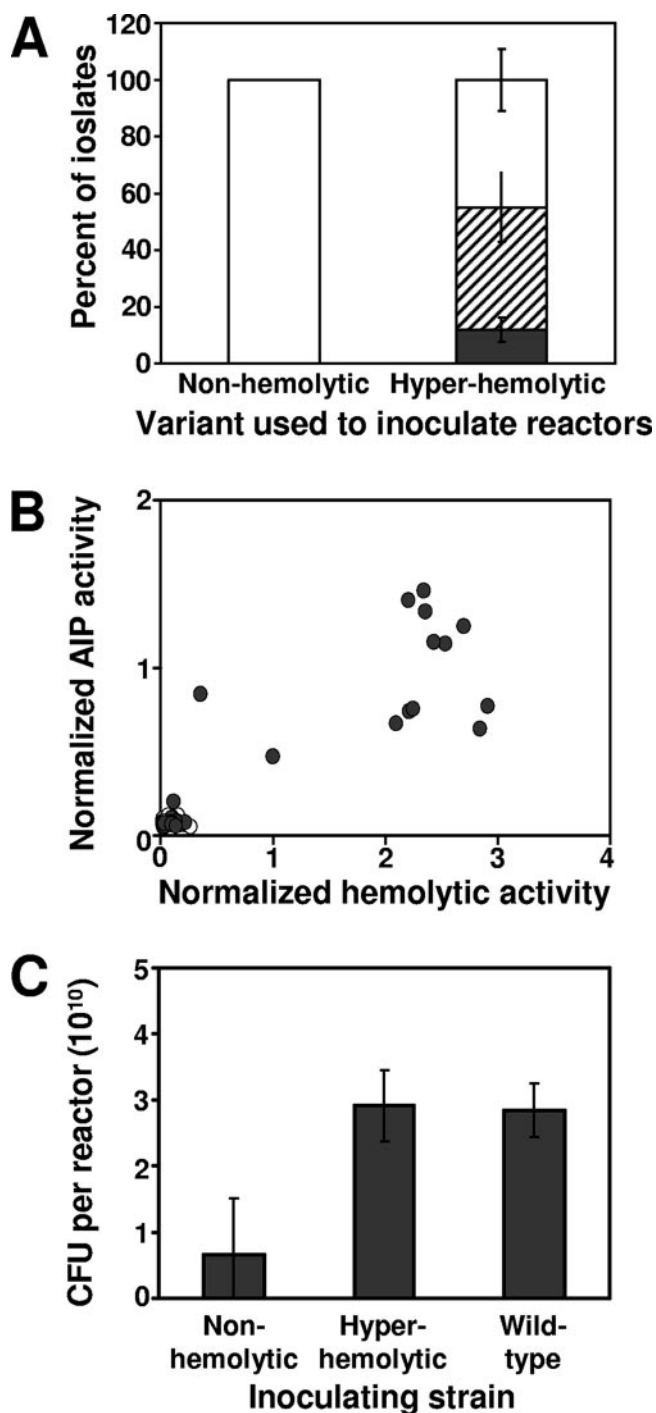 A
120
100
80
60
40
20
0
Percent of ioslates
Non-hemolytic Hyper-hemolytic
Variant used to inoculate reactors
B
2
1
0
Normalized AIP activity
0 1 2 3 4
Normalized hemolytic activity
C
5
4
3
2
1
0
CFU per reactor (10¹⁰)
Non- Hyper- Wild-
hemolytic hemolytic type
Inoculating strain